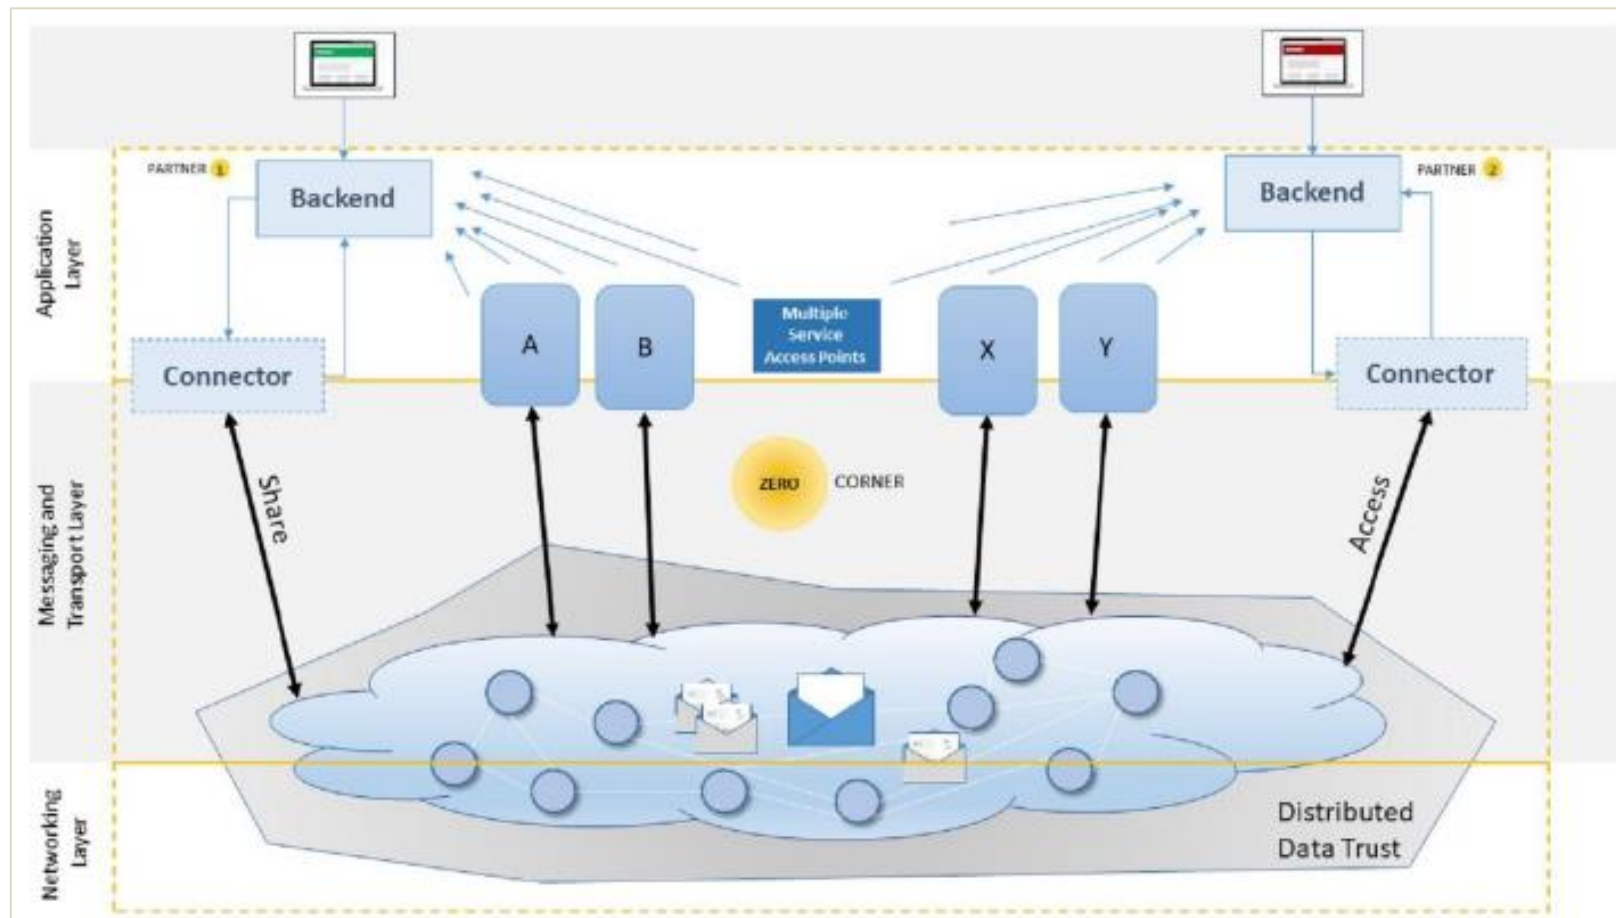 PARTNER 1
Backend
PARTNER 2
Backend
Application
Layer
A
B
Multiple
Service
Access Points
X
Y
Connector
Connector
Messaging and
Transport Layer
Share
ZERO
CORNER
Access
Networking
Layer
Distributed
Data Trust